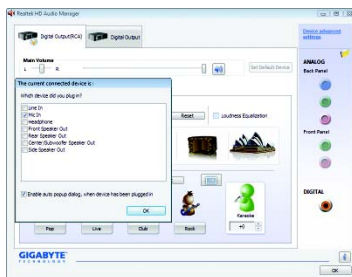 Realtek HD Audio Manager
Digital Output(RCA)
Digital Output
Device advanced settings
Main Volume
L
R
Set Default Device
ANALOG
Back Panel
The current connected device is :
Which device did you plug in?
Line In
Mic In
Headphone
Front Speaker Out
Rear Speaker Out
Center/Subwoofer Speaker Out
Side Speaker Out
Enable auto popup dialog, when device has been plugged in
OK
Reset
Loudness Equalization
Front Panel
Karaoke
+0
Pop
Live
Club
Rock
DIGITAL
GIGABYTE
TECHNOLOGY
OK